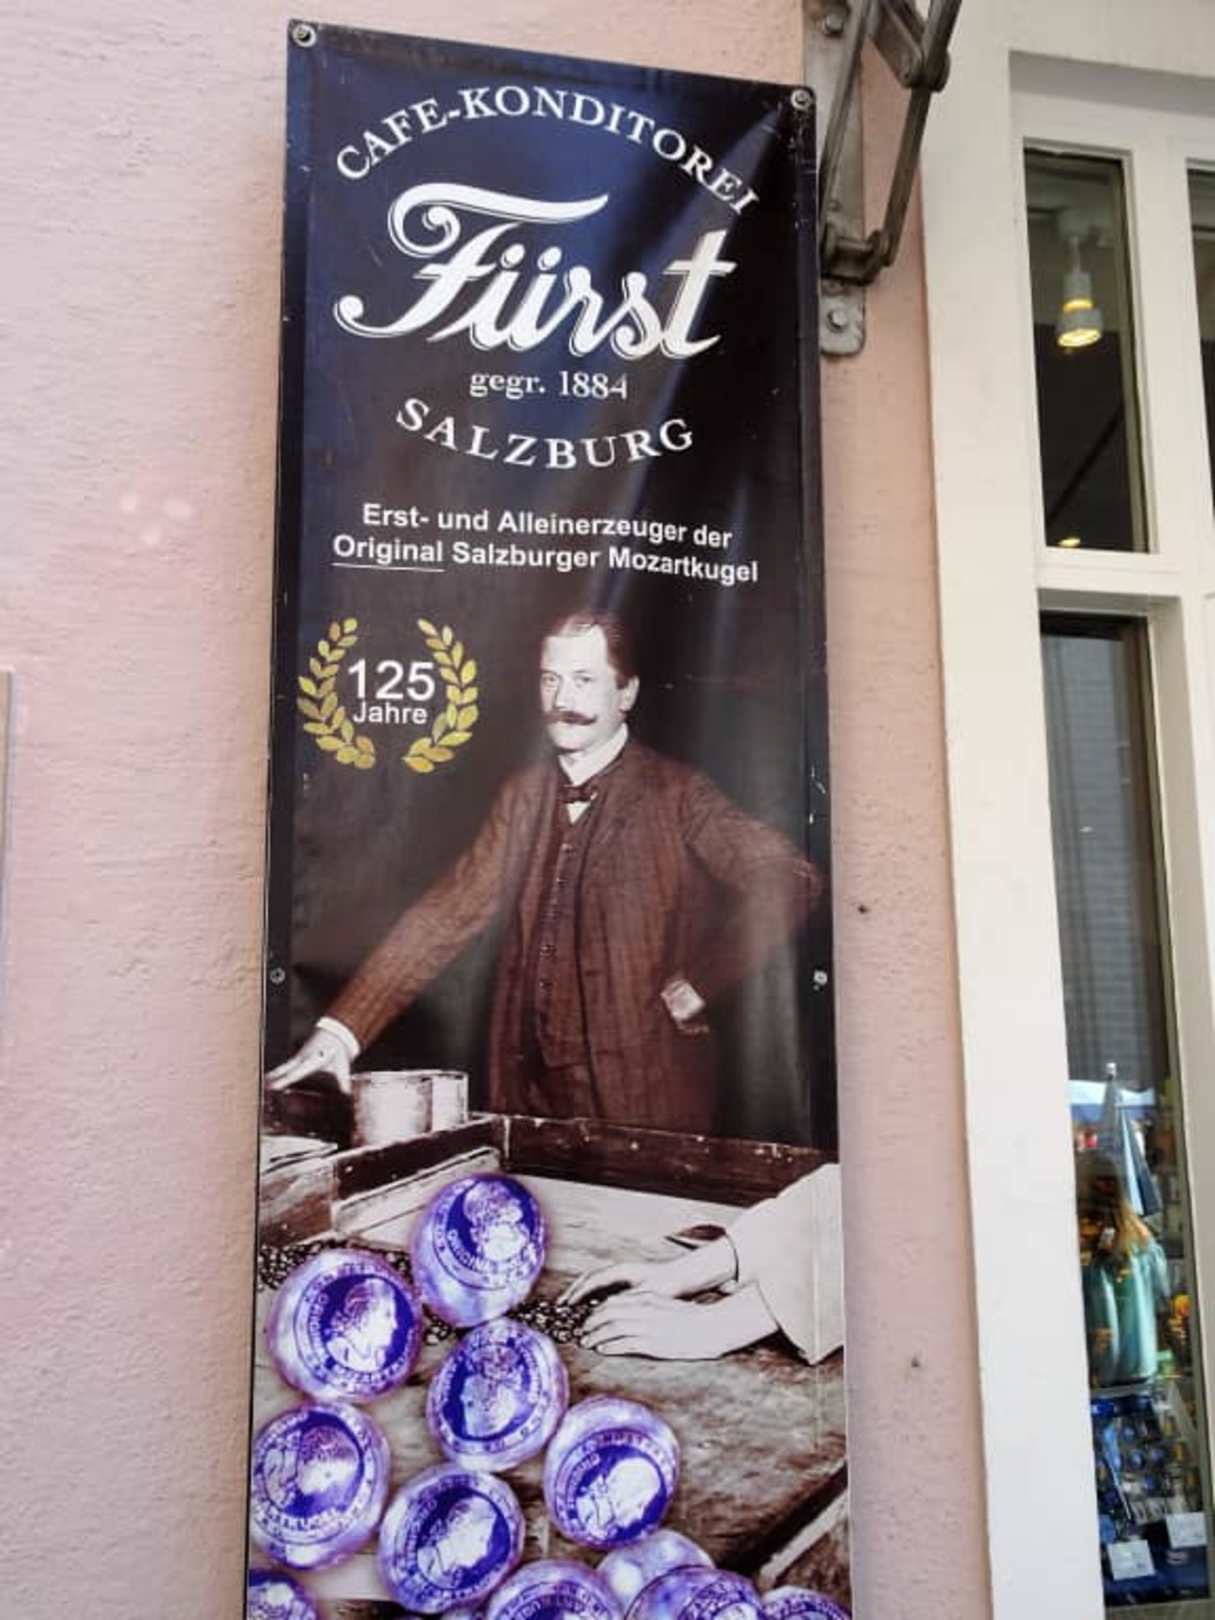 CAFE-KONDITOREI
Fürst
gegr. 1884
SALZBURG
Erst- und Alleinerzeuger der
Original Salzburger Mozartkugel
125
Jahre